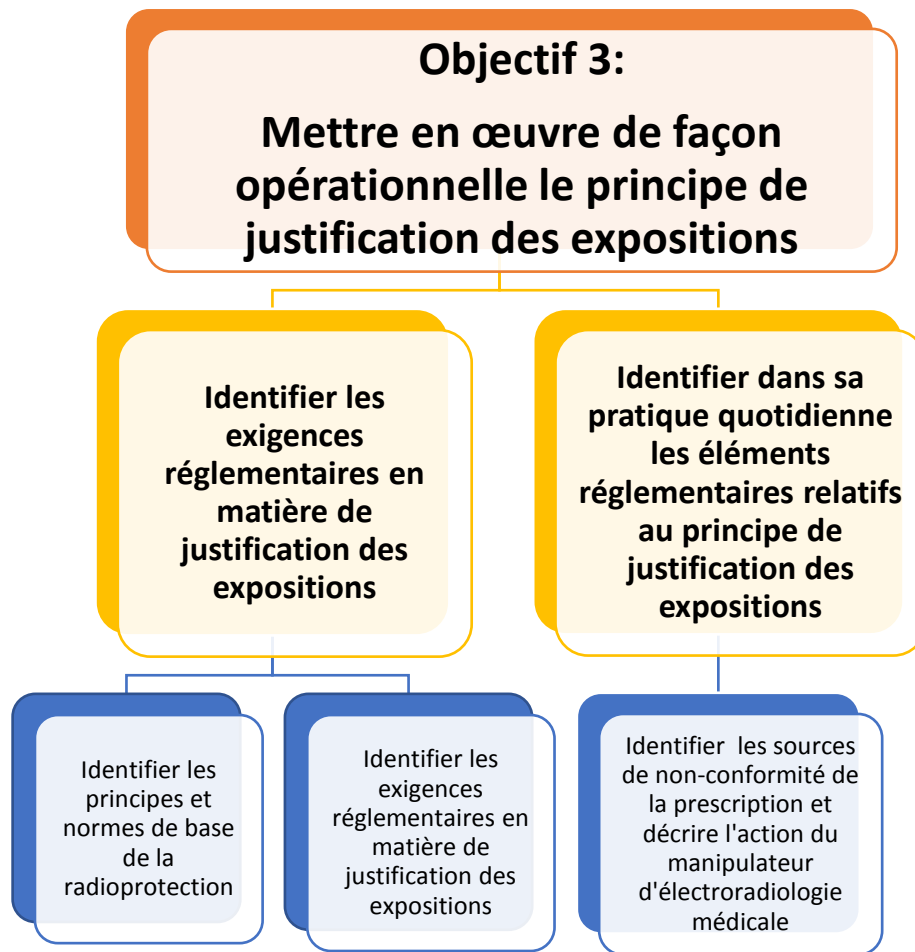 Objectif 3:
Mettre en œuvre de façon
opérationnelle le principe de
justification des expositions
Identifier les
exigences
réglementaires en
matière de
justification des
expositions
Identifier dans sa
pratique quotidienne
les éléments
réglementaires relatifs
au principe de
justification des
expositions
Identifier les
principes et
normes de base
de la
radioprotection
Identifier les
exigences
réglementaires en
matière de
justification des
expositions
Identifier  les sources
de non-conformité de
la prescription et
décrire l'action du
manipulateur
d'électroradiologie
médicale